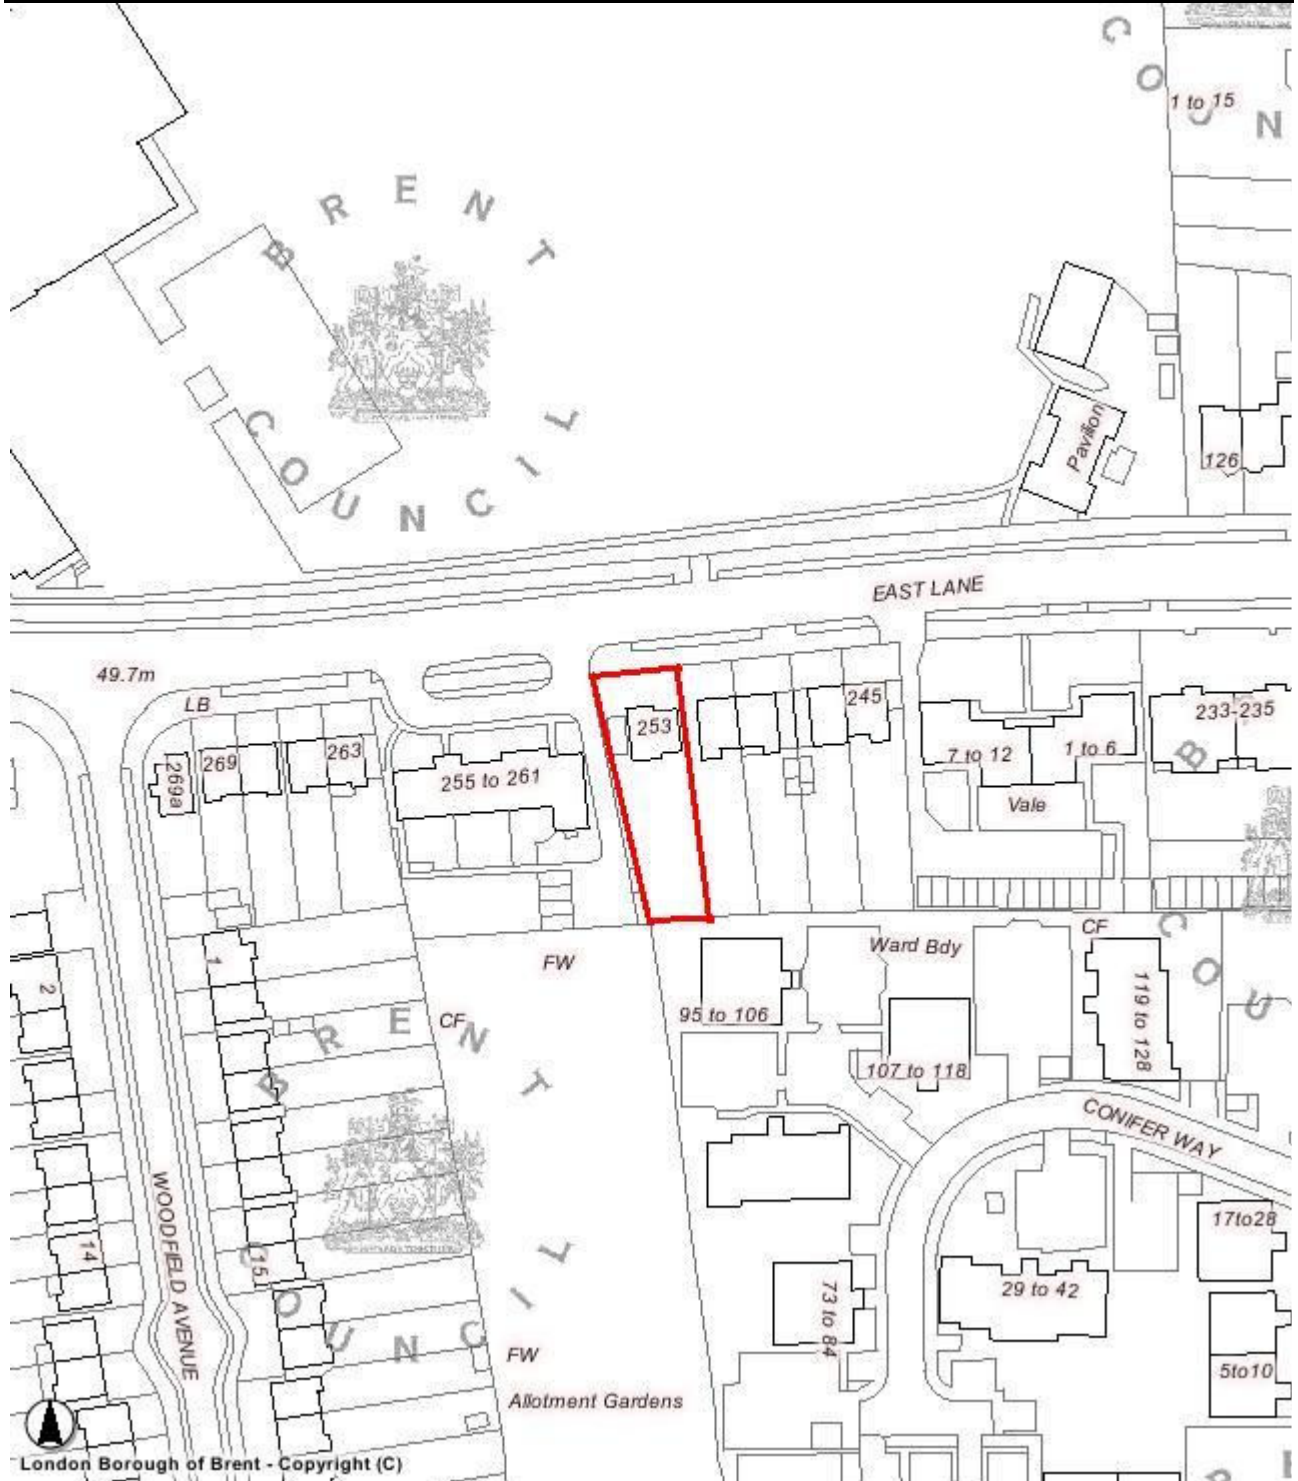 C O U N
1 to 15
B R E N T
C O U N C I L
Pavilion
126
EAST LANE
49.7m
LB
269a
269
263
255 to 261
253
245
7 to 12
1 to 6
Vale
233-235
B
C O U
FW
Ward Bdy
CF
2
1
95 to 106
107 to 118
119 to 128
CF
B R E N T
C O U N C I L
CONIFER WAY
WOODFIELD AVENUE
14
15
73 to 84
29 to 42
17to28
5to10
FW
Allotment Gardens
London Borough of Brent - Copyright (C)